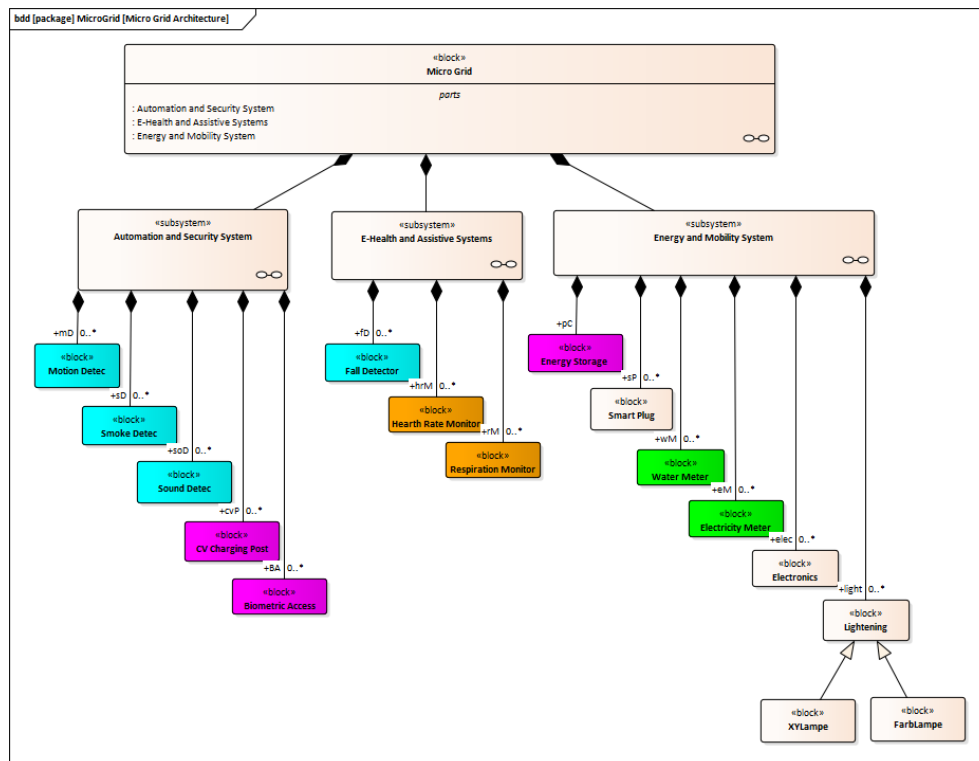 bdd [package] MicroGrid [Micro Grid Architecture]
«block»
Micro Grid
parts
: Automation and Security System
: E-Health and Assistive Systems
: Energy and Mobility System
«subsystem»
Automation and Security System
«subsystem»
E-Health and Assistive Systems
«subsystem»
Energy and Mobility System
+mD 0..*
«block»
Motion Detec
+sD 0..*
«block»
Smoke Detec
+soD 0..*
«block»
Sound Detec
+cvP 0..*
«block»
CV Charging Post
+BA 0..*
«block»
Biometric Access
+fD 0..*
«block»
Fall Detector
+hrM 0..*
«block»
Hearth Rate Monitor
+rM 0..*
«block»
Respiration Monitor
+pC
«block»
Energy Storage
+sP 0..*
«block»
Smart Plug
+wM 0..*
«block»
Water Meter
+eM 0..*
«block»
Electricity Meter
+elec 0..*
«block»
Electronics
+light 0..*
«block»
Lightening
«block»
XYLampe
«block»
FarbLampe